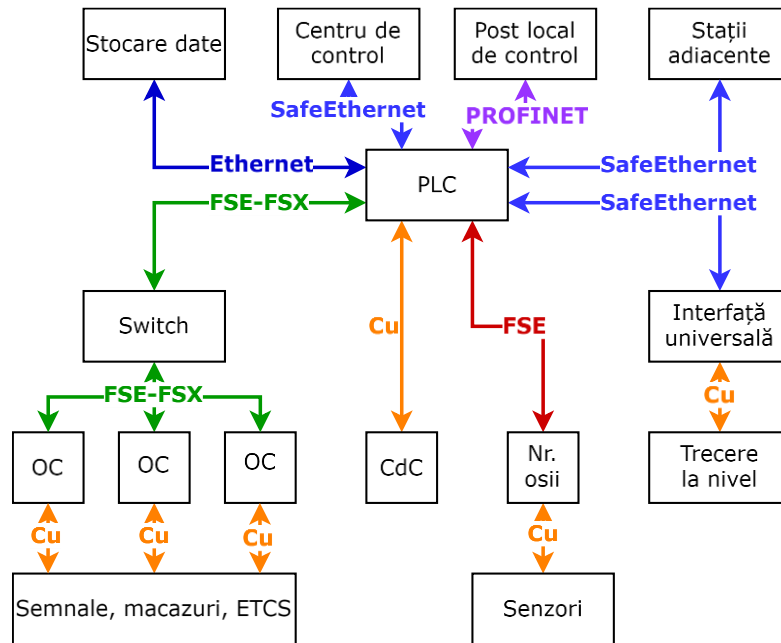 Stocare date
Centru de
control
Post local
de control
Stații
adiacente
SafeEthernet
PROFINET
Ethernet
PLC
SafeEthernet
FSE-FSX
SafeEthernet
Switch
Cu
FSE
Interfață
universală
FSE-FSX
Cu
OC
OC
OC
CdC
Nr.
osii
Trecere
la nivel
Cu
Cu
Cu
Cu
Semnale, macazuri, ETCS
Senzori